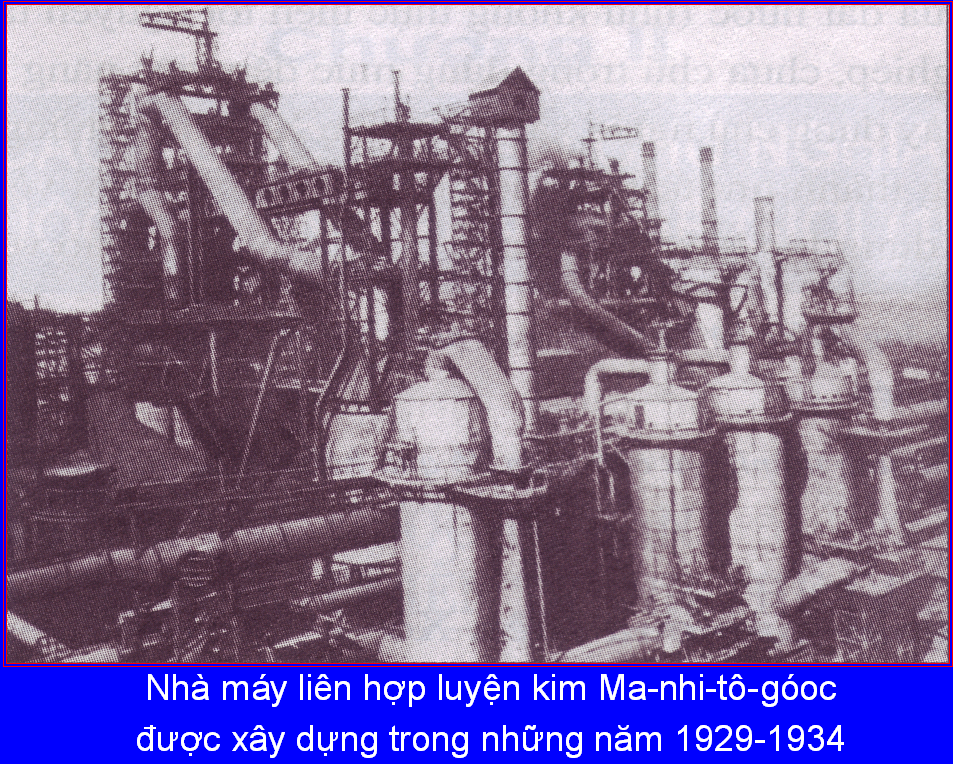 Nhà máy liên hợp luyện kim Ma-nhi-tô-góoc
được xây dựng trong những năm 1929-1934